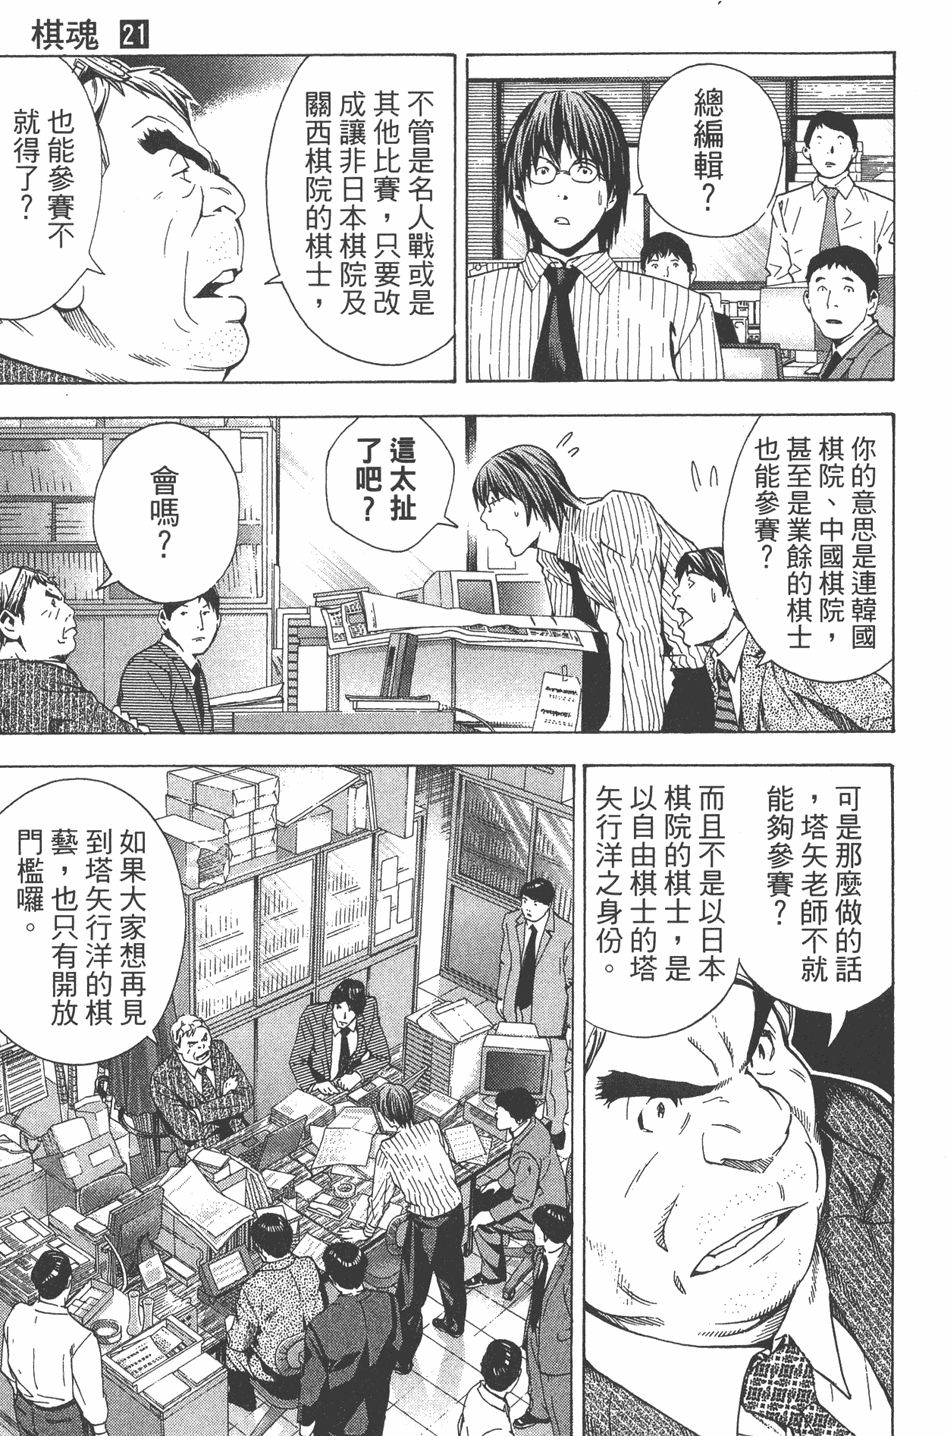 棋魂 21
總編輯？
不管是名人戰或是
其他比賽，只要改
成讓非日本棋院及
關西棋院的棋士，
也能參賽不
就得了？
你的意思是連韓國
棋院、中國棋院，
甚至是業餘的棋士
也能參賽？
這太扯
了吧？
會嗎？
可是那麼做的話
，塔矢老師不就
能夠參賽？
而且不是以日本
棋院的棋士，是
以自由棋士的塔
矢行洋之身份。
如果大家想再見
到塔矢行洋的棋
藝，也只有開放
門檻囉。